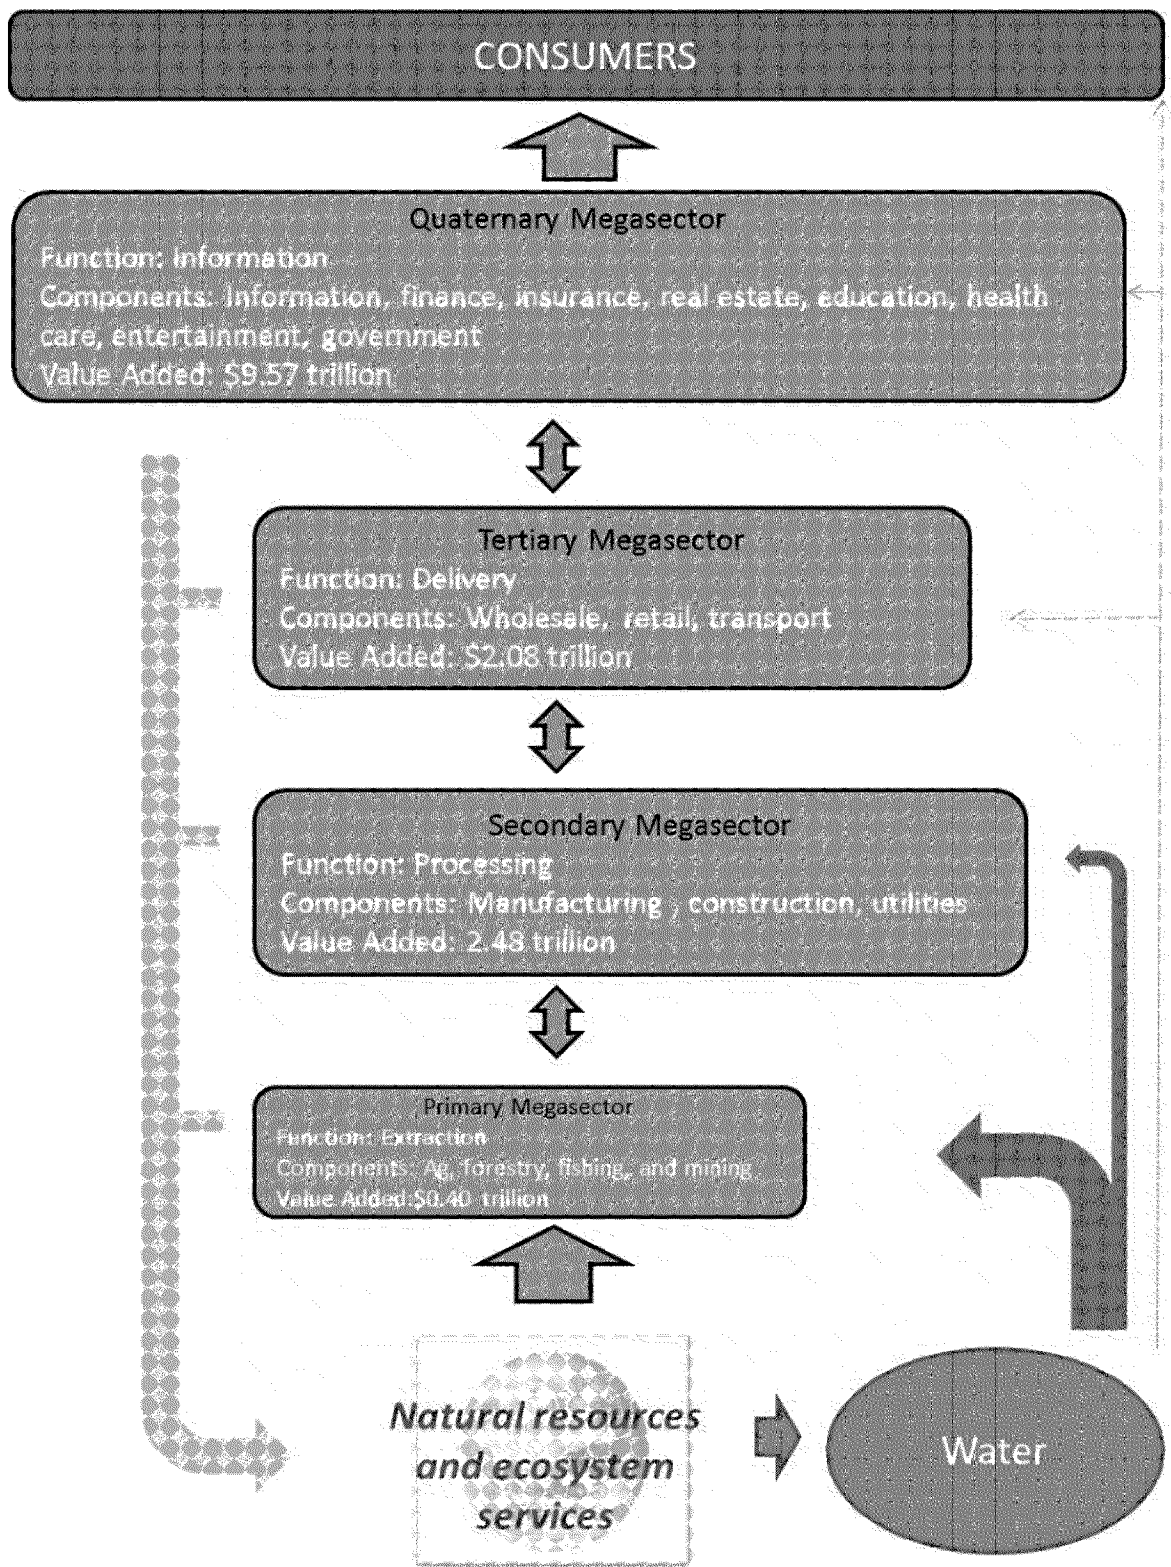 CONSUMERS
Quaternary Megasector
Function: Information
Components: Information, finance, insurance, real estate, education, health
care, entertainment, government
Value Added: $9.57 trillion
Tertiary Megasector
Function: Delivery
Components: Wholesale, retail, transport
Value Added: $2.08 trillion
Secondary Megasector
Function: Processing
Components: Manufacturing , construction, utilities
Value Added: 2.48 trillion
Primary Megasector
Function: Extraction
Components: Ag, forestry, fishing, and mining
Value Added:$0.40 trillion
Natural resources
and ecosystem
services
Water